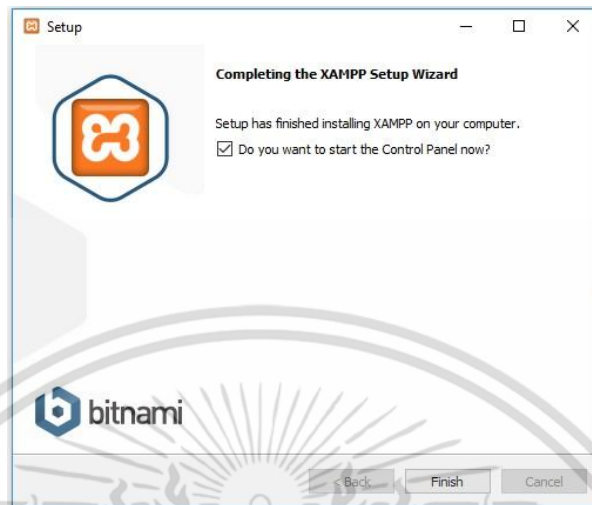 Setup
Completing the XAMPP Setup Wizard
Setup has finished installing XAMPP on your computer.
Do you want to start the Control Panel now?
bitnami
< Back
Finish
Cancel